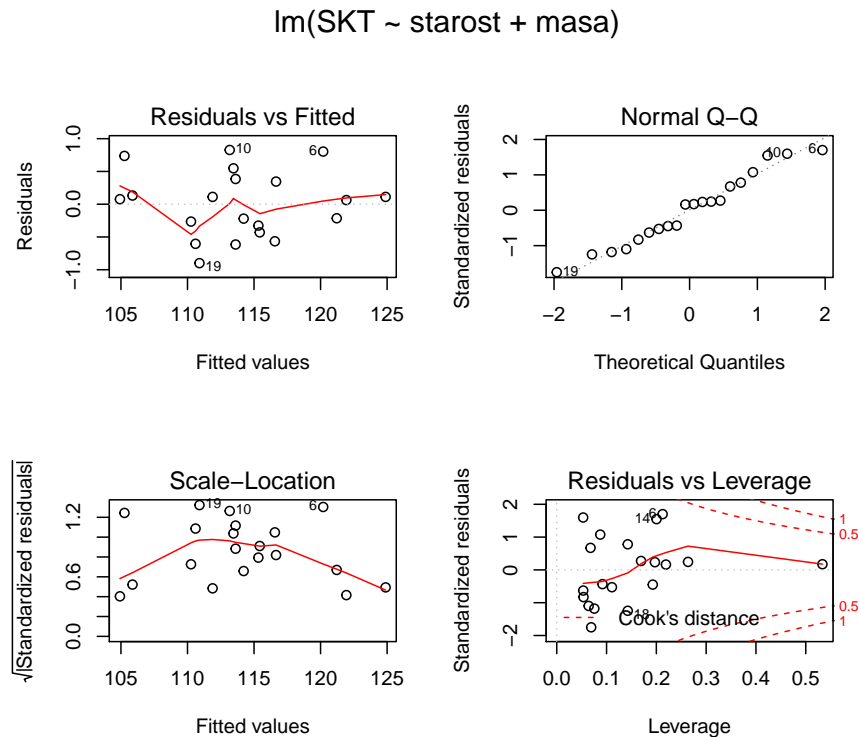 lm(SKT ~ starost + masa)
Residuals vs Fitted
Residuals
1.0
0.0
−1.0
10
6
19
105 110 115 120 125
Fitted values
Normal Q−Q
Standardized residuals
2
1
0
−1
10
6
19
−2 −1 0 1 2
Theoretical Quantiles
Scale−Location
√|Standardized residuals|
1.2
0.6
0.0
19
10
6
105 110 115 120 125
Fitted values
Residuals vs Leverage
Standardized residuals
2
1
0
−2
6
14
18
Cook's distance
1
0.5
0.5
1
0.0 0.1 0.2 0.3 0.4 0.5
Leverage